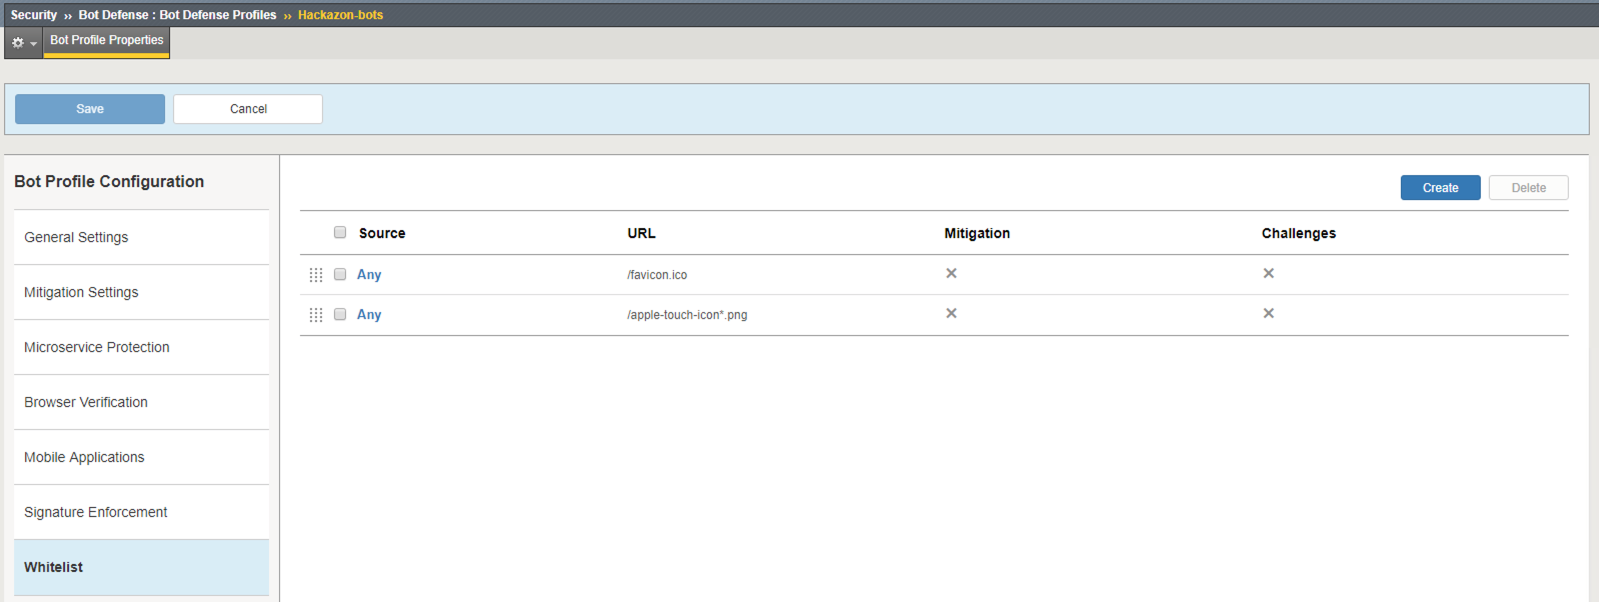 Security ›› Bot Defense : Bot Defense Profiles ›› Hackazon-bots
Bot Profile Properties
Save Cancel
Bot Profile Configuration
Create Delete
Source URL Mitigation Challenges
General Settings
Any /favicon.ico ✕ ✕
Mitigation Settings
Any /apple-touch-icon*.png ✕ ✕
Microservice Protection
Browser Verification
Mobile Applications
Signature Enforcement
Whitelist